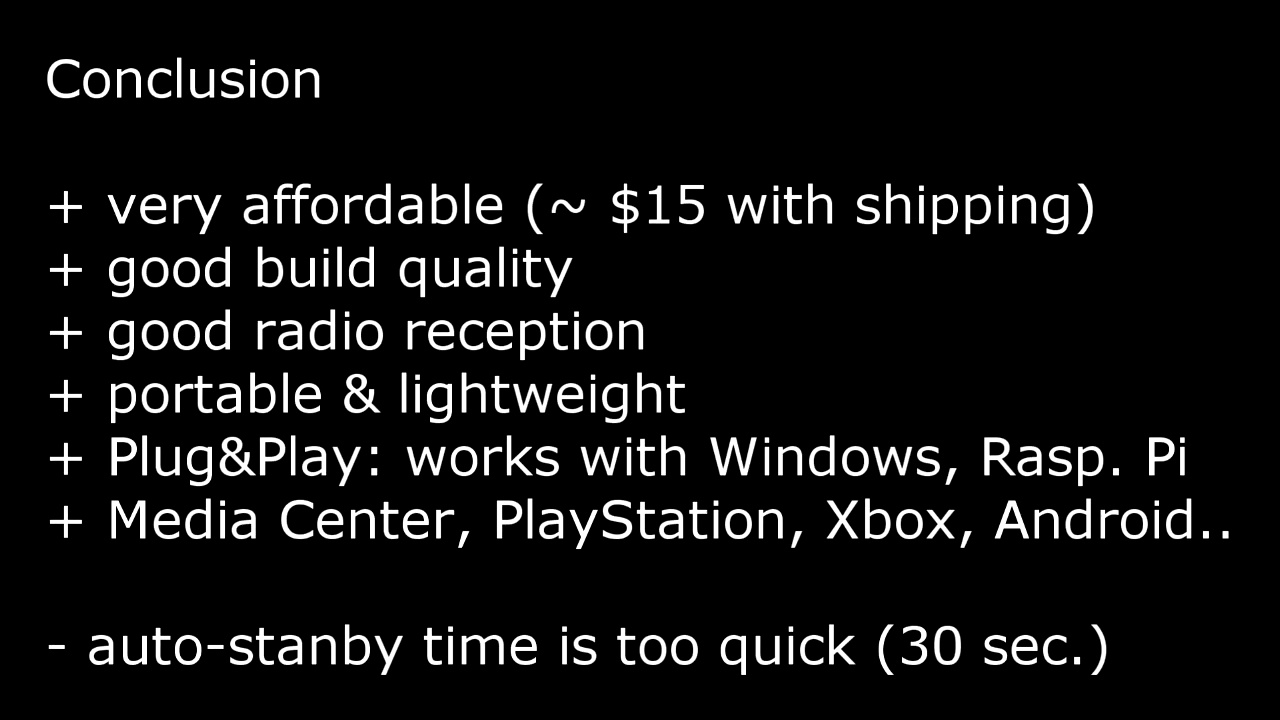 Conclusion
+ very affordable (~ $15 with shipping)
+ good build quality
+ good radio reception
+ portable & lightweight
+ Plug&Play: works with Windows, Rasp. Pi
+ Media Center, PlayStation, Xbox, Android..
- auto-stanby time is too quick (30 sec.)